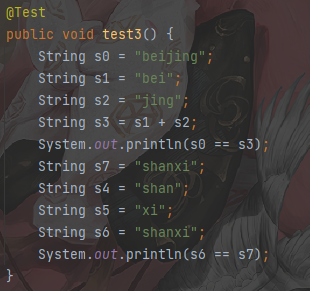 @Test
public void test3() {
    String s0 = "beijing";
    String s1 = "bei";
    String s2 = "jing";
    String s3 = s1 + s2;
    System.out.println(s0 == s3);
    String s7 = "shanxi";
    String s4 = "shan";
    String s5 = "xi";
    String s6 = "shanxi";
    System.out.println(s6 == s7);
}